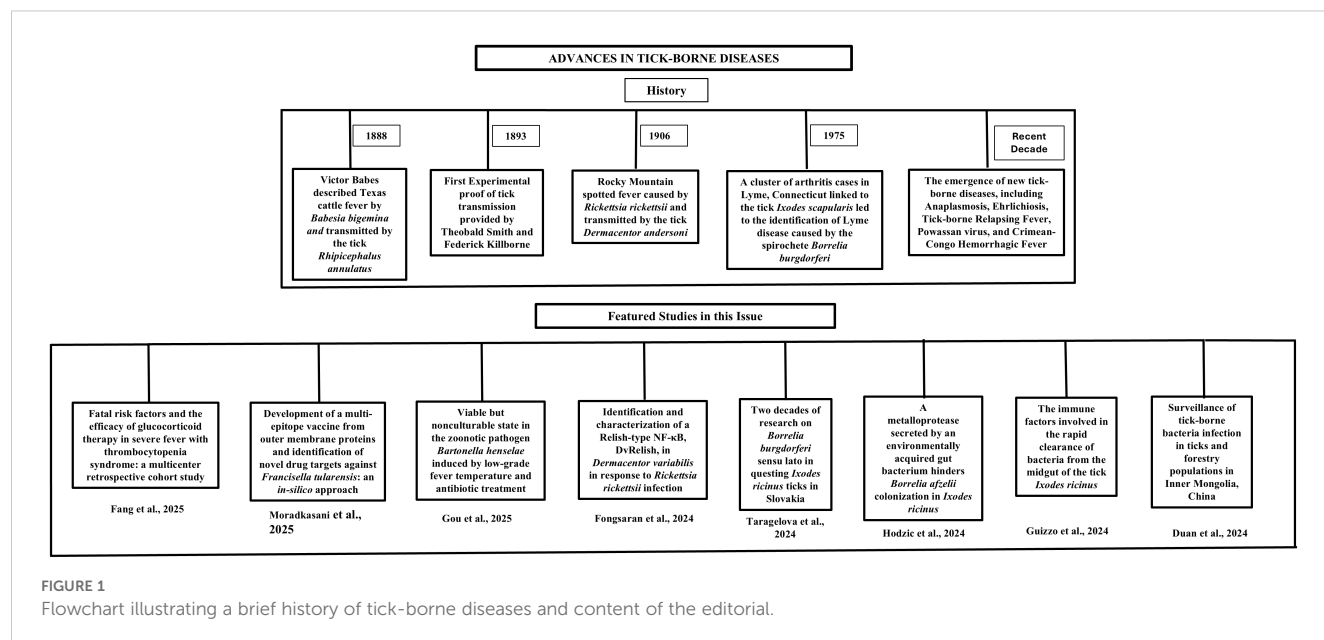 ADVANCES IN TICK-BORNE DISEASES
History
1888
Victor Babes
described Texas
cattle fever by
Babesia bigemina
and transmitted by
the tick
Rhipicephalus
annulatus
1893
First Experimental
proof of tick
transmission
provided by
Theobald Smith and
Federick Killborne
1906
Rocky Mountain
spotted fever caused by
Rickettsia rickettsii and
transmitted by the tick
Dermacentor andersoni
1975
A cluster of arthritis cases in
Lyme, Connecticut linked to
the tick Ixodes scapularis led
to the identification of Lyme
disease caused by the
spirochete Borrelia
burgdorferi
Recent
Decade
The emergence of new tick-
borne diseases, including
Anaplasmosis, Ehrlichiosis,
Tick-borne Relapsing Fever,
Powassan virus, and Crimean-
Congo Hemorrhagic Fever
Featured Studies in this Issue
Fatal risk factors and the
efficacy of glucocorticoid
therapy in severe fever with
thrombocytopenia
syndrome: a multicenter
retrospective cohort study
Fang et al., 2025
Development of a multi-
epitope vaccine from
outer membrane proteins
and identification of
novel drug targets against
Francisella tularensis: an
in-silico approach
Moradkasani et al.,
2025
Viable but
nonculturable state in
the zoonotic pathogen
Bartonella henselae
induced by low-grade
fever temperature and
antibiotic treatment
Gou et al., 2025
Identification and
characterization of a
Relish-type NF-κB,
DvRelish, in
Dermacentor variabilis
in response to Rickettsia
rickettsii infection
Fongsaran et al., 2024
Two decades of
research on
Borrelia
burgdorferi
sensu lato in
questing Ixodes
ricinus ticks in
Slovakia
Taragelova et al.,
2024
A
metalloprotease
secreted by an
environmentally
acquired gut
bacterium hinders
Borrelia afzelii
colonization in Ixodes
ricinus
Hodzic et al., 2024
The immune
factors involved in
the rapid
clearance of
bacteria from the
midgut of the tick
Ixodes ricinus
Guizzo et al., 2024
Surveillance of
tick-borne
bacteria infection
in ticks and
forestry
populations in
Inner Mongolia,
China
Duan et al., 2024
FIGURE 1
Flowchart illustrating a brief history of tick-borne diseases and content of the editorial.